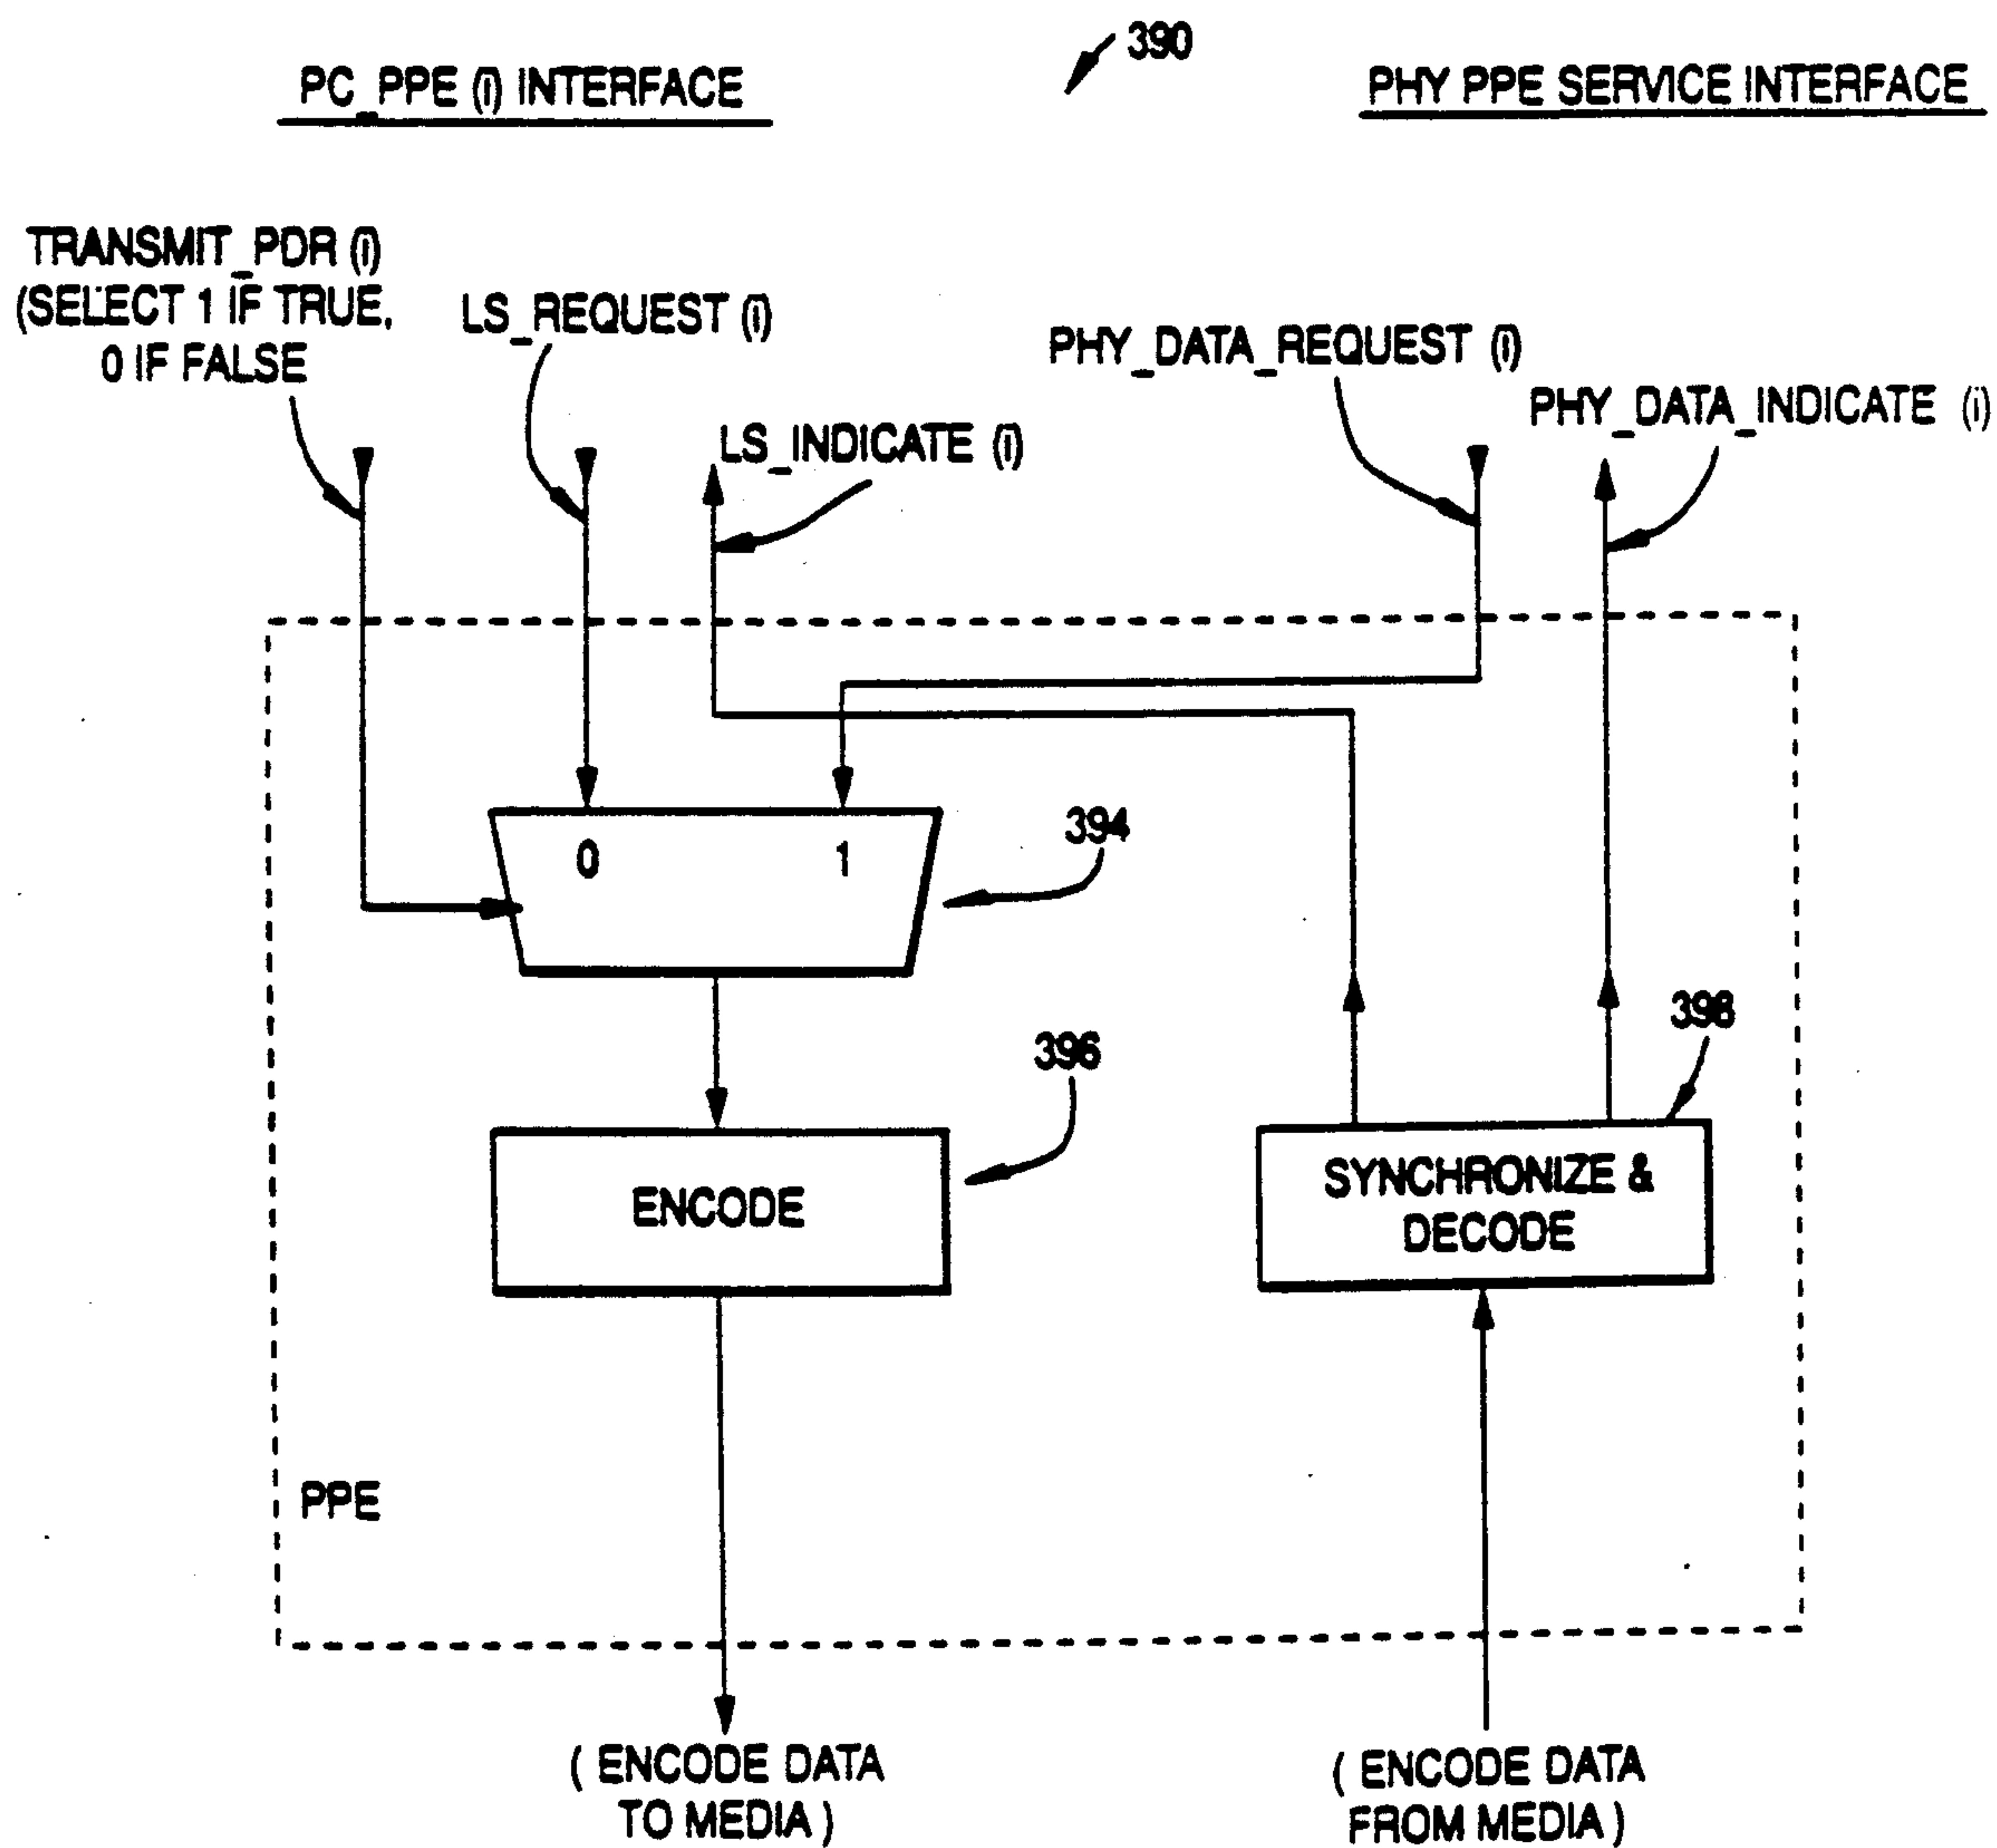 390
PC_PPE (i) INTERFACE
PHY PPE SERVICE INTERFACE
TRANSMIT_PDR (i)
(SELECT 1 IF TRUE,
0 IF FALSE
LS_REQUEST (i)
LS_INDICATE (i)
PHY_DATA_REQUEST (i)
PHY_DATA_INDICATE (i)
0
1
394
396
398
ENCODE
SYNCHRONIZE &
DECODE
PPE
( ENCODE DATA
TO MEDIA )
( ENCODE DATA
FROM MEDIA )